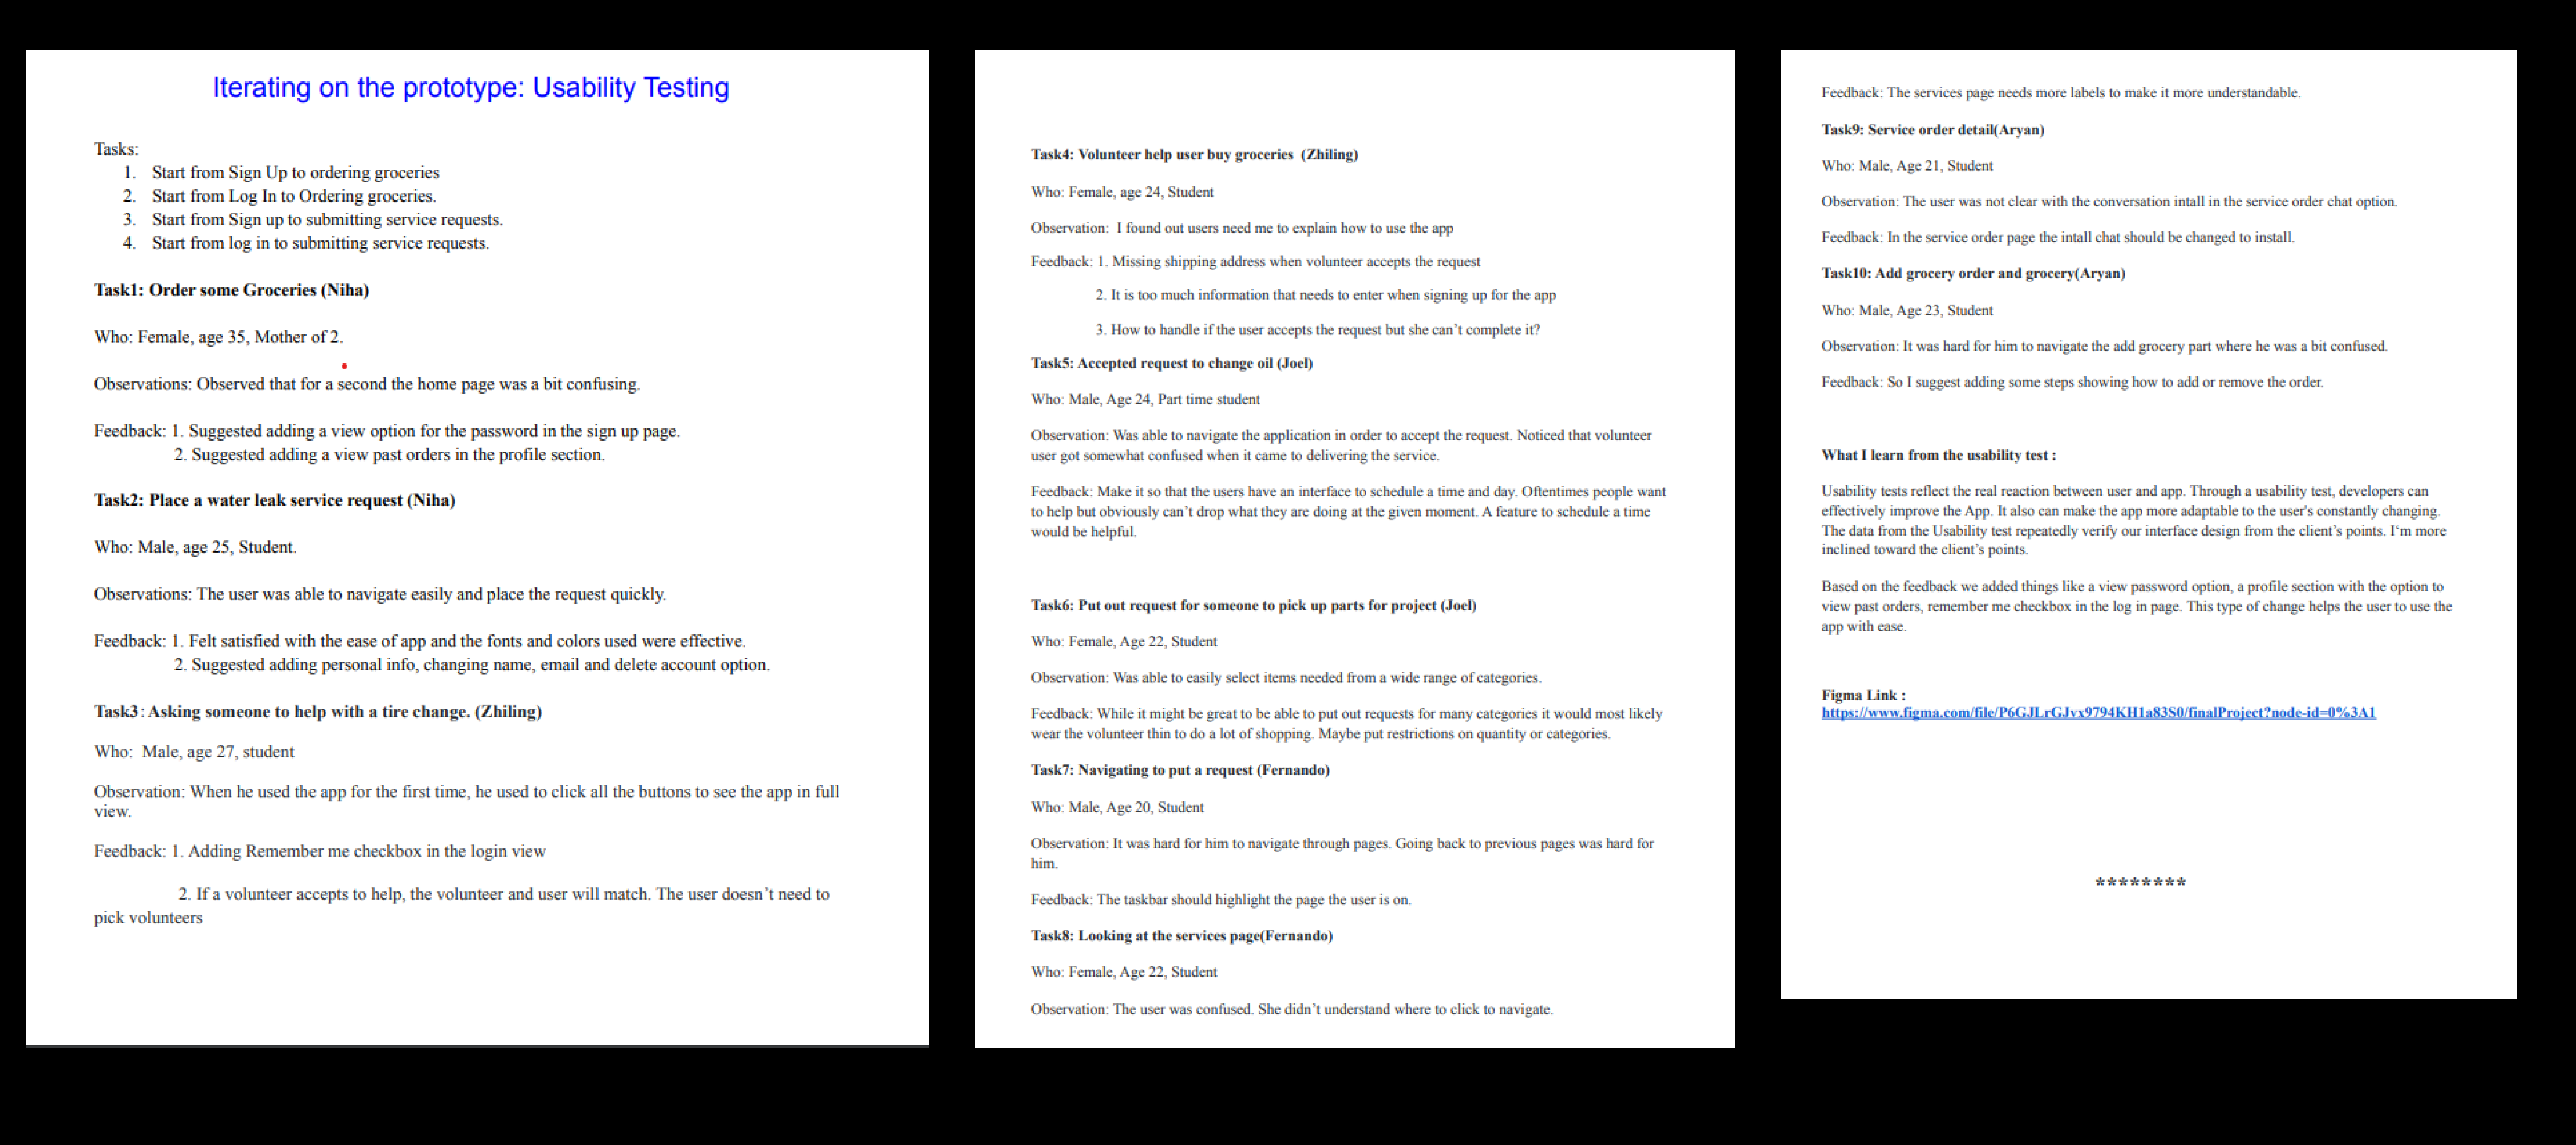 Iterating on the prototype: Usability Testing
Tasks:
1. Start from Sign Up to ordering groceries
2. Start from Log In to Ordering groceries.
3. Start from Sign up to submitting service requests.
4. Start from log in to submitting service requests.
Task1: Order some Groceries (Niha)
Who: Female, age 35, Mother of 2.
Observations: Observed that for a second the home page was a bit confusing.
Feedback: 1. Suggested adding a view option for the password in the sign up page.
2. Suggested adding a view past orders in the profile section.
Task2: Place a water leak service request (Niha)
Who: Male, age 25, Student.
Observations: The user was able to navigate easily and place the request quickly.
Feedback: 1. Felt satisfied with the ease of app and the fonts and colors used were effective.
2. Suggested adding personal info, changing name, email and delete account option.
Task3: Asking someone to help with a tire change. (Zhiling)
Who: Male, age 27, student
Observation: When he used the app for the first time, he used to click all the buttons to see the app in full
view.
Feedback: 1. Adding Remember me checkbox in the login view
2. If a volunteer accepts to help, the volunteer and user will match. The user doesn't need to
pick volunteers
Task4: Volunteer help user buy groceries (Zhiling)
Who: Female, age 24, Student
Observation: I found out users need me to explain how to use the app
Feedback: 1. Missing shipping address when volunteer accepts the request
2. It is too much information that needs to enter when signing up for the app
3. How to handle if the user accepts the request but she can't complete it?
Task5: Accepted request to change oil (Joel)
Who: Male, Age 24, Part time student
Observation: Was able to navigate the application in order to accept the request. Noticed that volunteer
user got somewhat confused when it came to delivering the service.
Feedback: Make it so that the users have an interface to schedule a time and day. Oftentimes people want
to help but obviously can't drop what they are doing at the given moment. A feature to schedule a time
would be helpful.
Task6: Put out request for someone to pick up parts for project (Joel)
Who: Female, Age 22, Student
Observation: Was able to easily select items needed from a wide range of categories.
Feedback: While it might be great to be able to put out requests for many categories it would most likely
wear the volunteer thin to do a lot of shopping. Maybe put restrictions on quantity or categories.
Task7: Navigating to put a request (Fernando)
Who: Male, Age 20, Student
Observation: It was hard for him to navigate through pages. Going back to previous pages was hard for
him.
Feedback: The taskbar should highlight the page the user is on.
Task8: Looking at the services page(Fernando)
Who: Female, Age 22, Student
Observation: The user was confused. She didn't understand where to click to navigate.
Feedback: The services page needs more labels to make it more understandable.
Task9: Service order detail(Aryan)
Who: Male, Age 21, Student
Observation: The user was not clear with the conversation intall in the service order chat option.
Feedback: In the service order page the intall chat should be changed to install.
Task10: Add grocery order and grocery(Aryan)
Who: Male, Age 23, Student
Observation: It was hard for him to navigate the add grocery part where he was a bit confused.
Feedback: So I suggest adding some steps showing how to add or remove the order.
What I learn from the usability test :
Usability tests reflect the real reaction between user and app. Through a usability test, developers can
effectively improve the App. It also can make the app more adaptable to the user's constantly changing.
The data from the Usability test repeatedly verify our interface design from the client's points. I'm more
inclined toward the client's points.
Based on the feedback we added things like a view password option, a profile section with the option to
view past orders, remember me checkbox in the log in page. This type of change helps the user to use the
app with ease.
Figma Link :
https://www.figma.com/file/P6GJLrGJvx9794KH1a83S0/finalProject?node-id=0%3A1
********